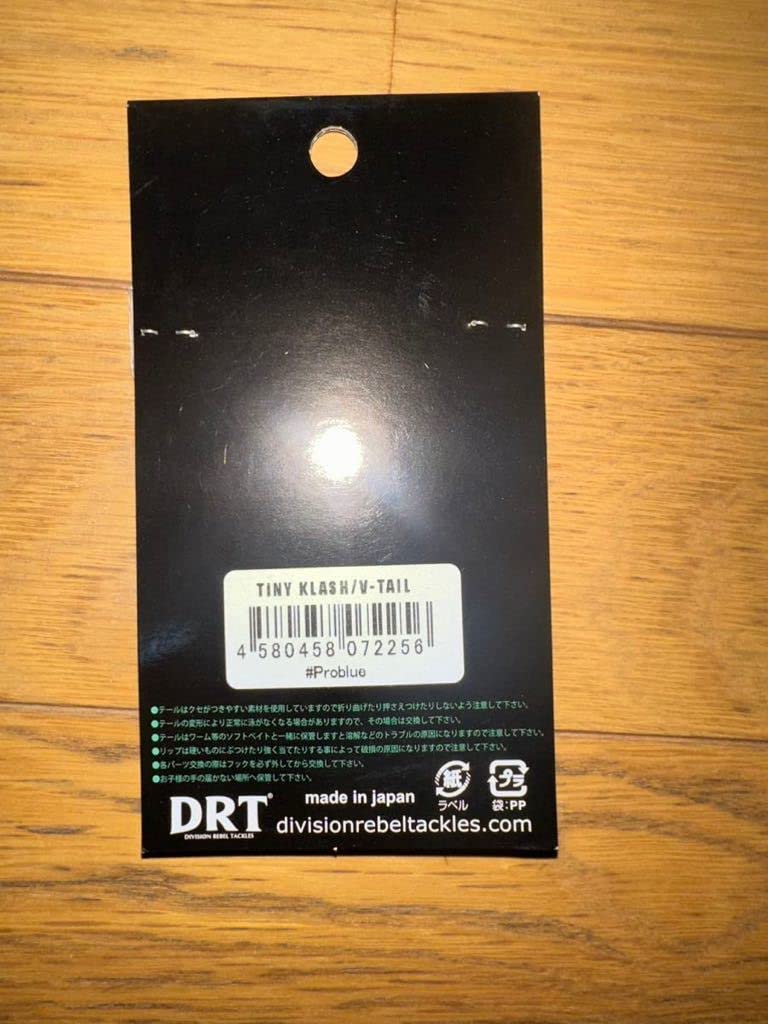 TINY KLASH/V-TAIL
4 580458 072256
#Problue
●テールはクセがつきやすい素材を使用していますので折り曲げたり押さえつけたりしないよう注意して下さい。
●テールの変形により正常に泳がなくなる場合がありますので、その場合は交換して下さい。
●テールはワーム等のソフトベイトと一緒に保管しますと溶解などのトラブルの原因になりますので注意して下さい。
●リップは硬いものにぶつけたり強く当てたりする事によって破損の原因になりますので注意して下さい。
●各パーツ交換の際はフックを必ず外してから交換して下さい。
●お子様の手の届かない場所へ保管して下さい。
紙
プラ
ラベル
袋:PP
DRT®
DIVISION REBEL TACKLES
made in japan
divisionrebeltackles.com